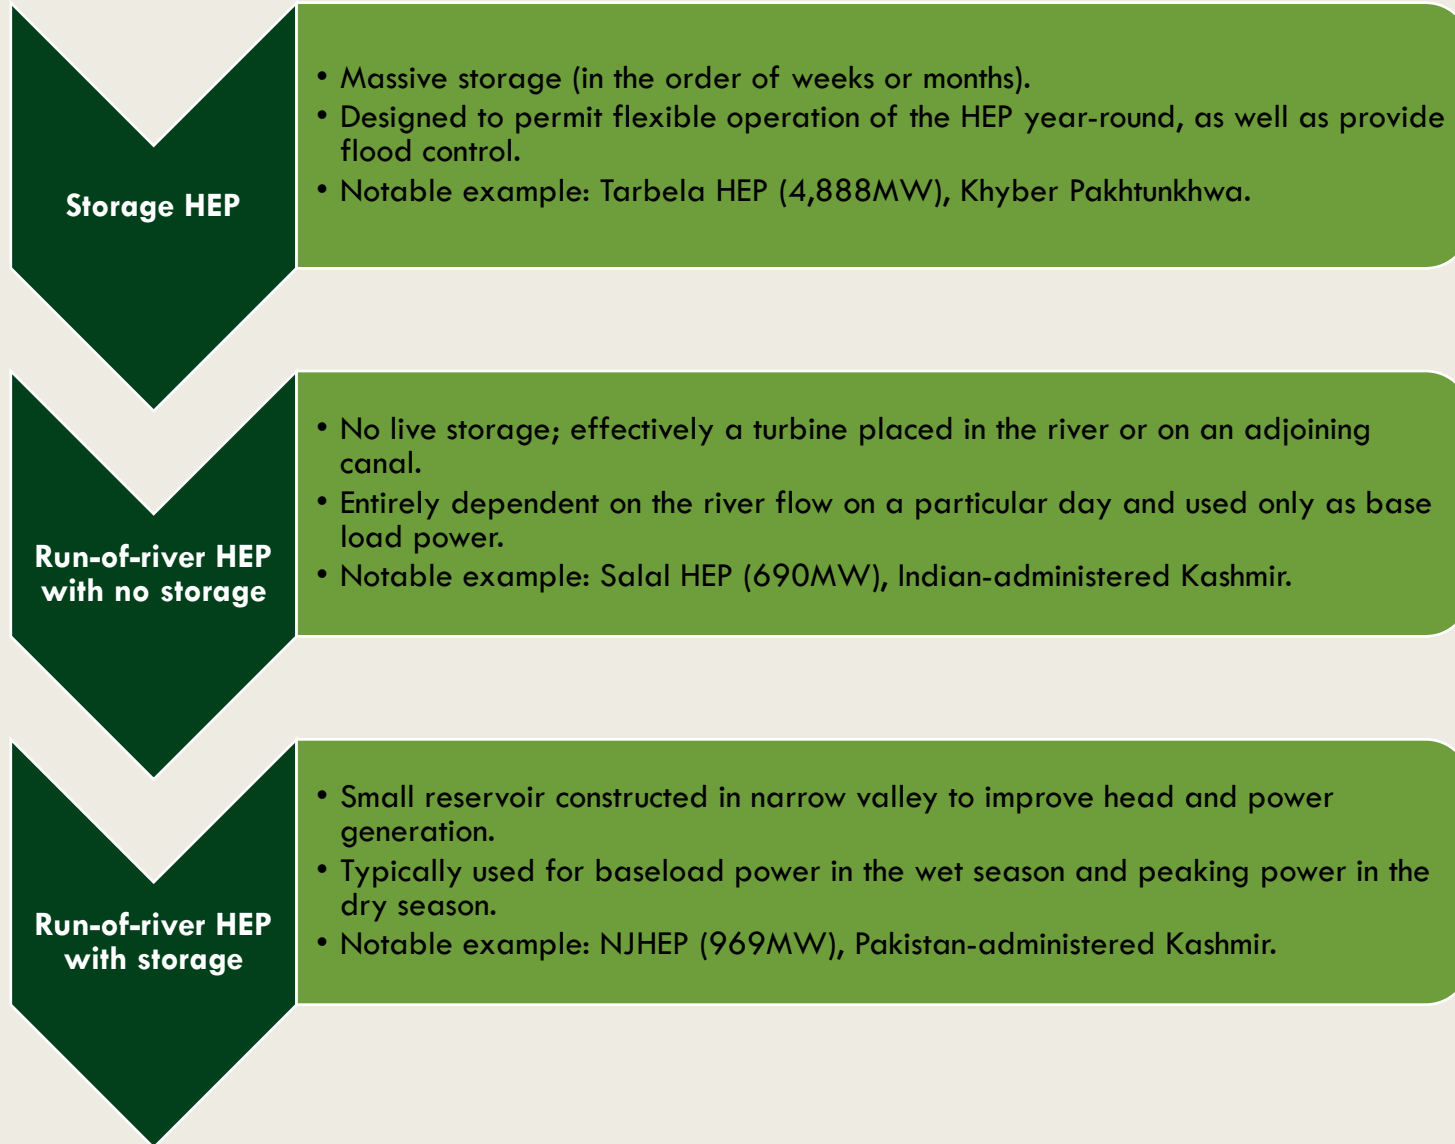 Storage HEP
• Massive storage (in the order of weeks or months).
• Designed to permit flexible operation of the HEP year-round, as well as provide
flood control.
• Notable example: Tarbela HEP (4,888MW), Khyber Pakhtunkhwa.
Run-of-river HEP
with no storage
• No live storage; effectively a turbine placed in the river or on an adjoining
canal.
• Entirely dependent on the river flow on a particular day and used only as base
load power.
• Notable example: Salal HEP (690MW), Indian-administered Kashmir.
Run-of-river HEP
with storage
• Small reservoir constructed in narrow valley to improve head and power
generation.
• Typically used for baseload power in the wet season and peaking power in the
dry season.
• Notable example: NJHEP (969MW), Pakistan-administered Kashmir.